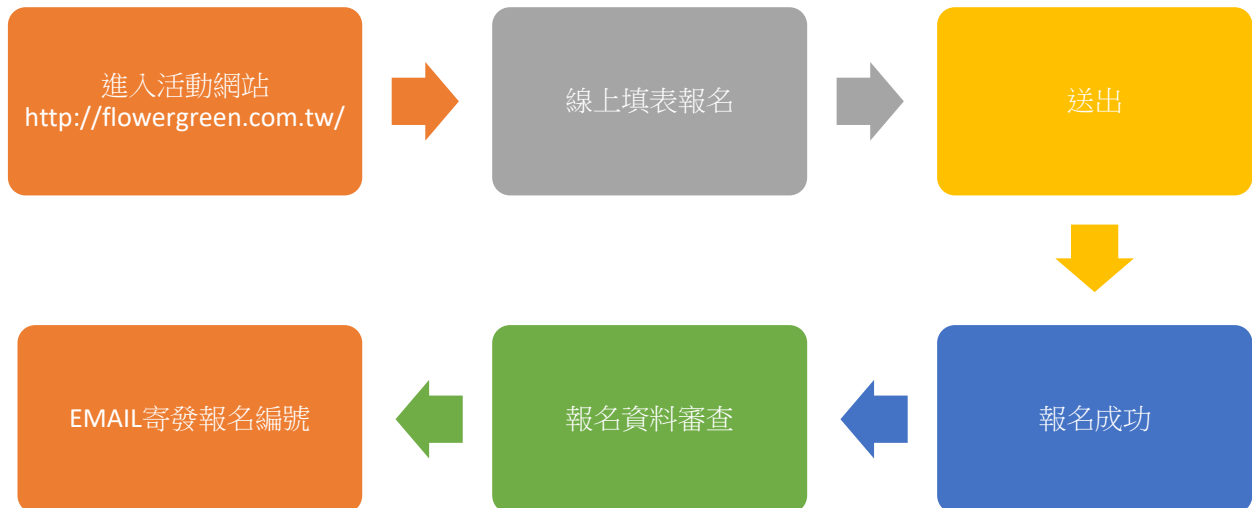 進入活動網站
http://flowergreen.com.tw/
線上填表報名
送出
報名成功
報名資料審查
EMAIL寄發報名編號